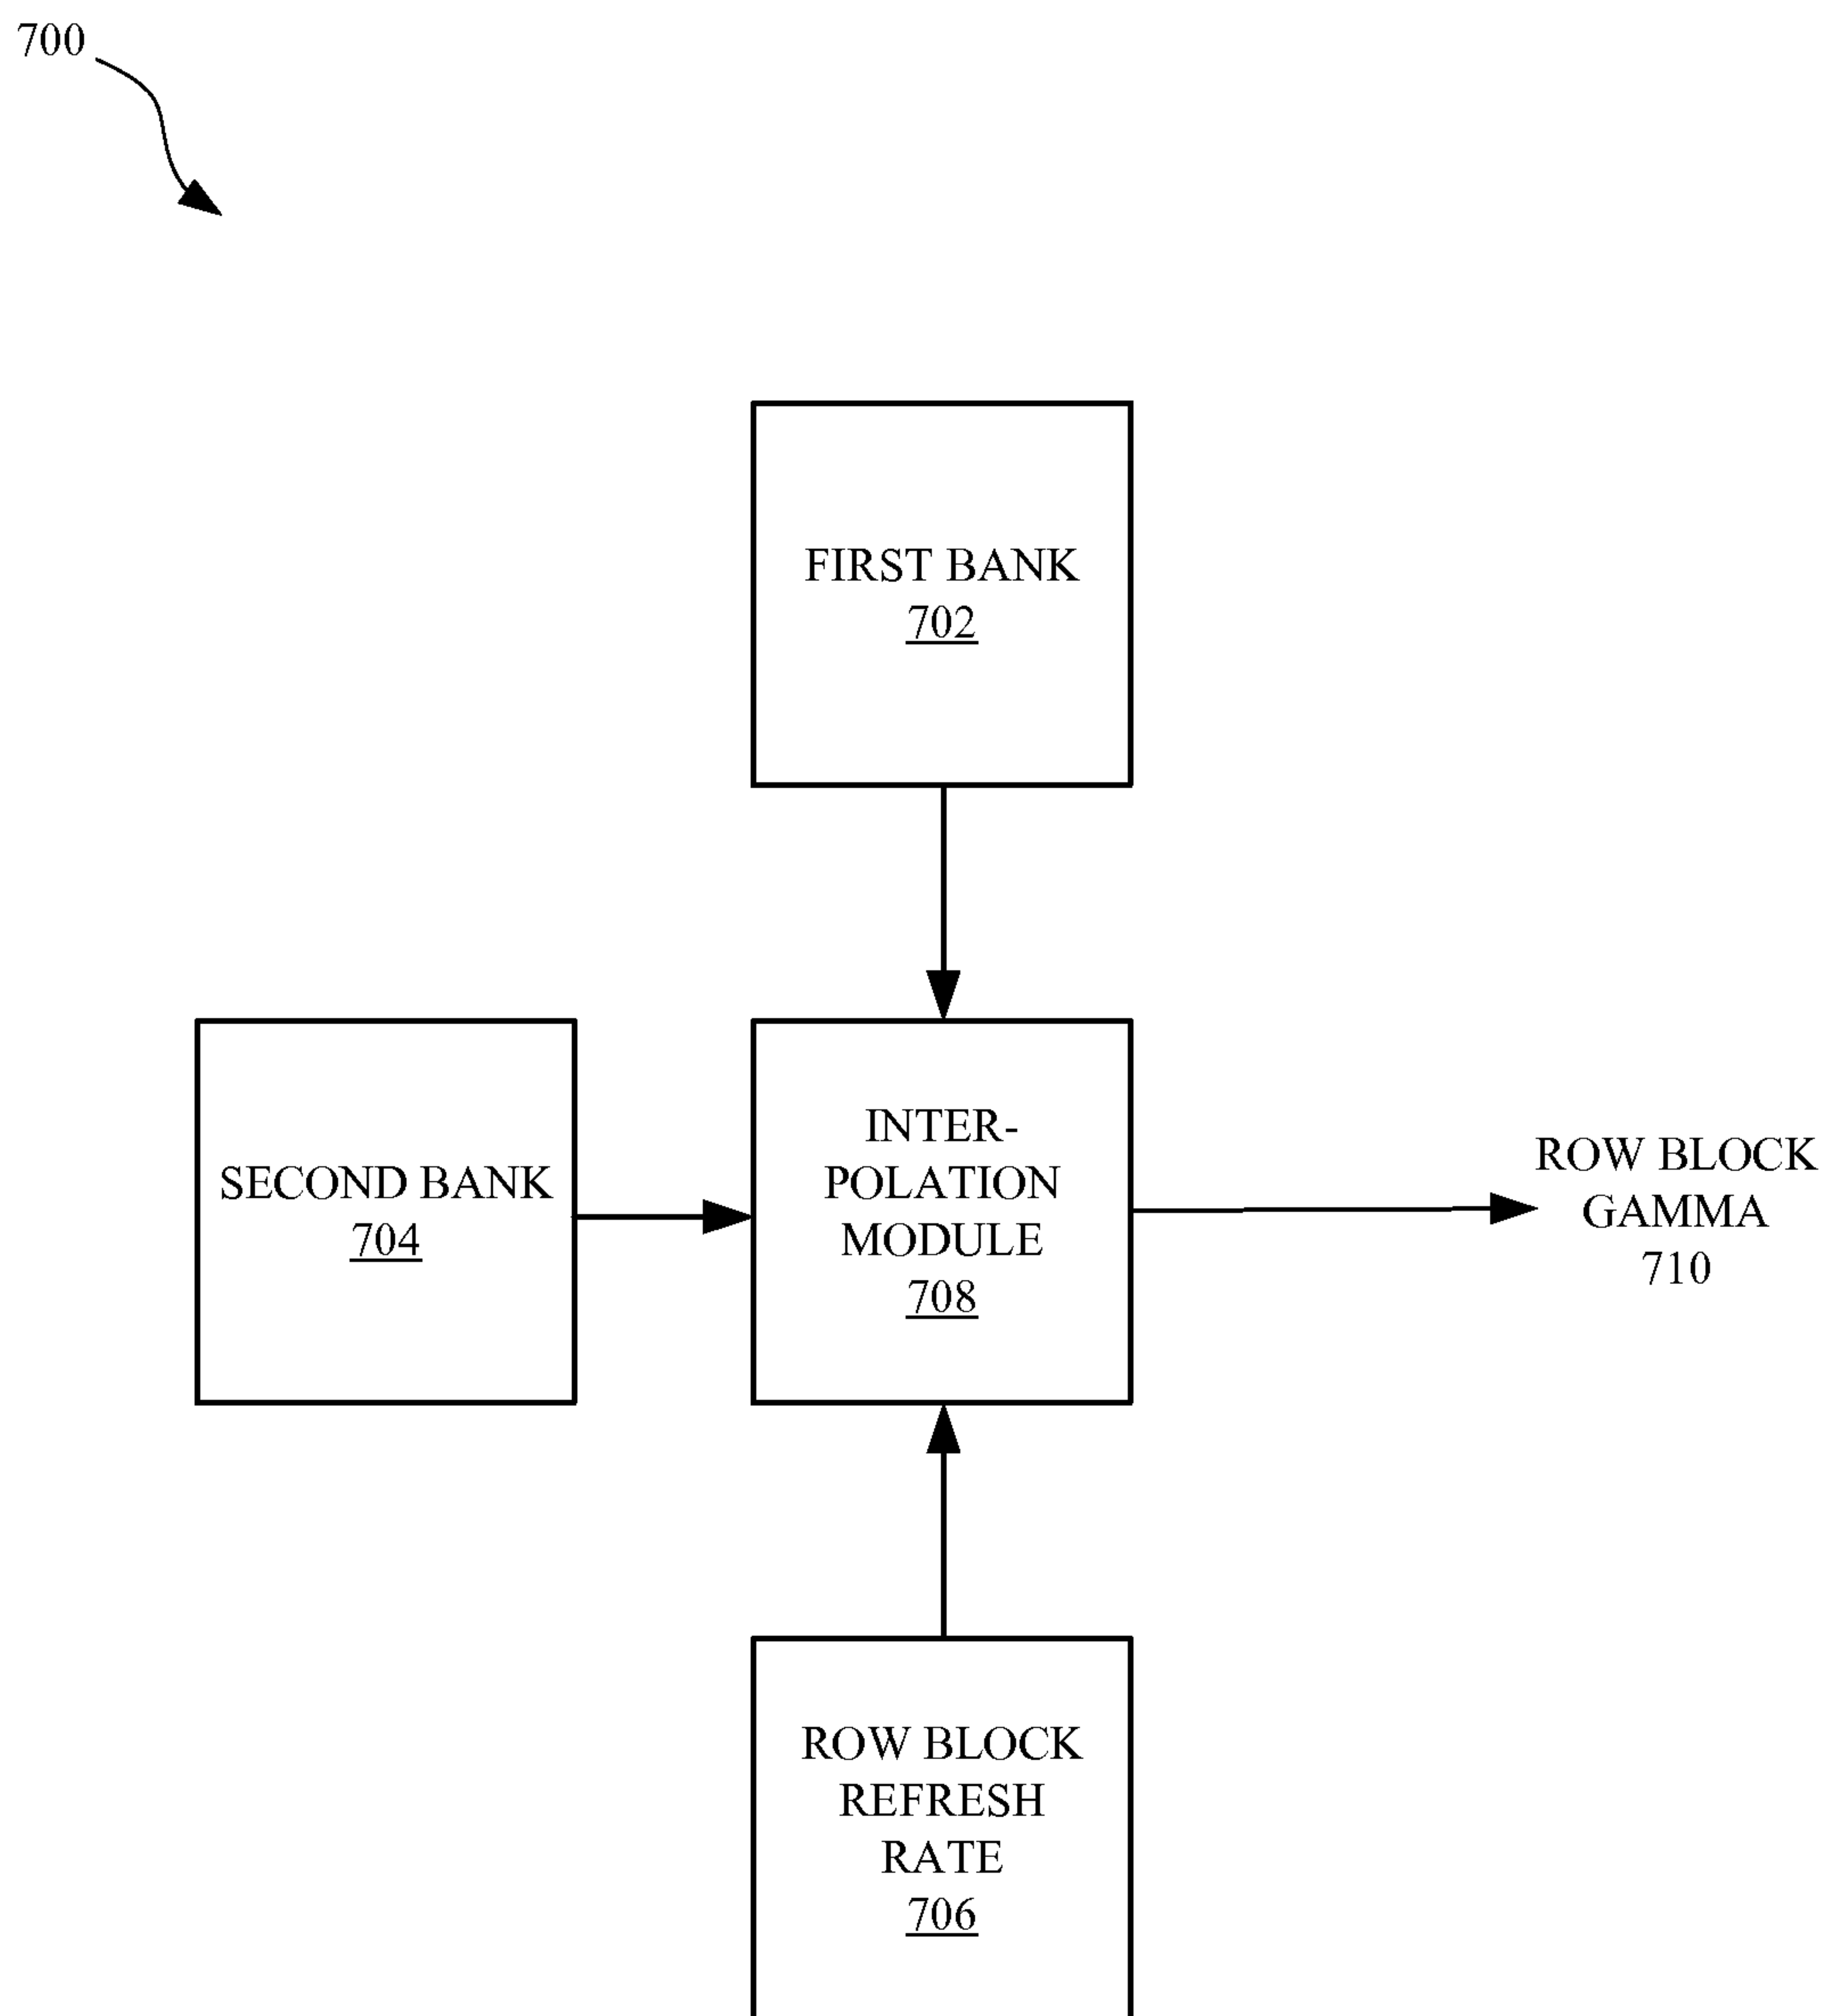 700
FIRST BANK
702
SECOND BANK
704
INTER-
POLATION
MODULE
708
ROW BLOCK
GAMMA
710
ROW BLOCK
REFRESH
RATE
706